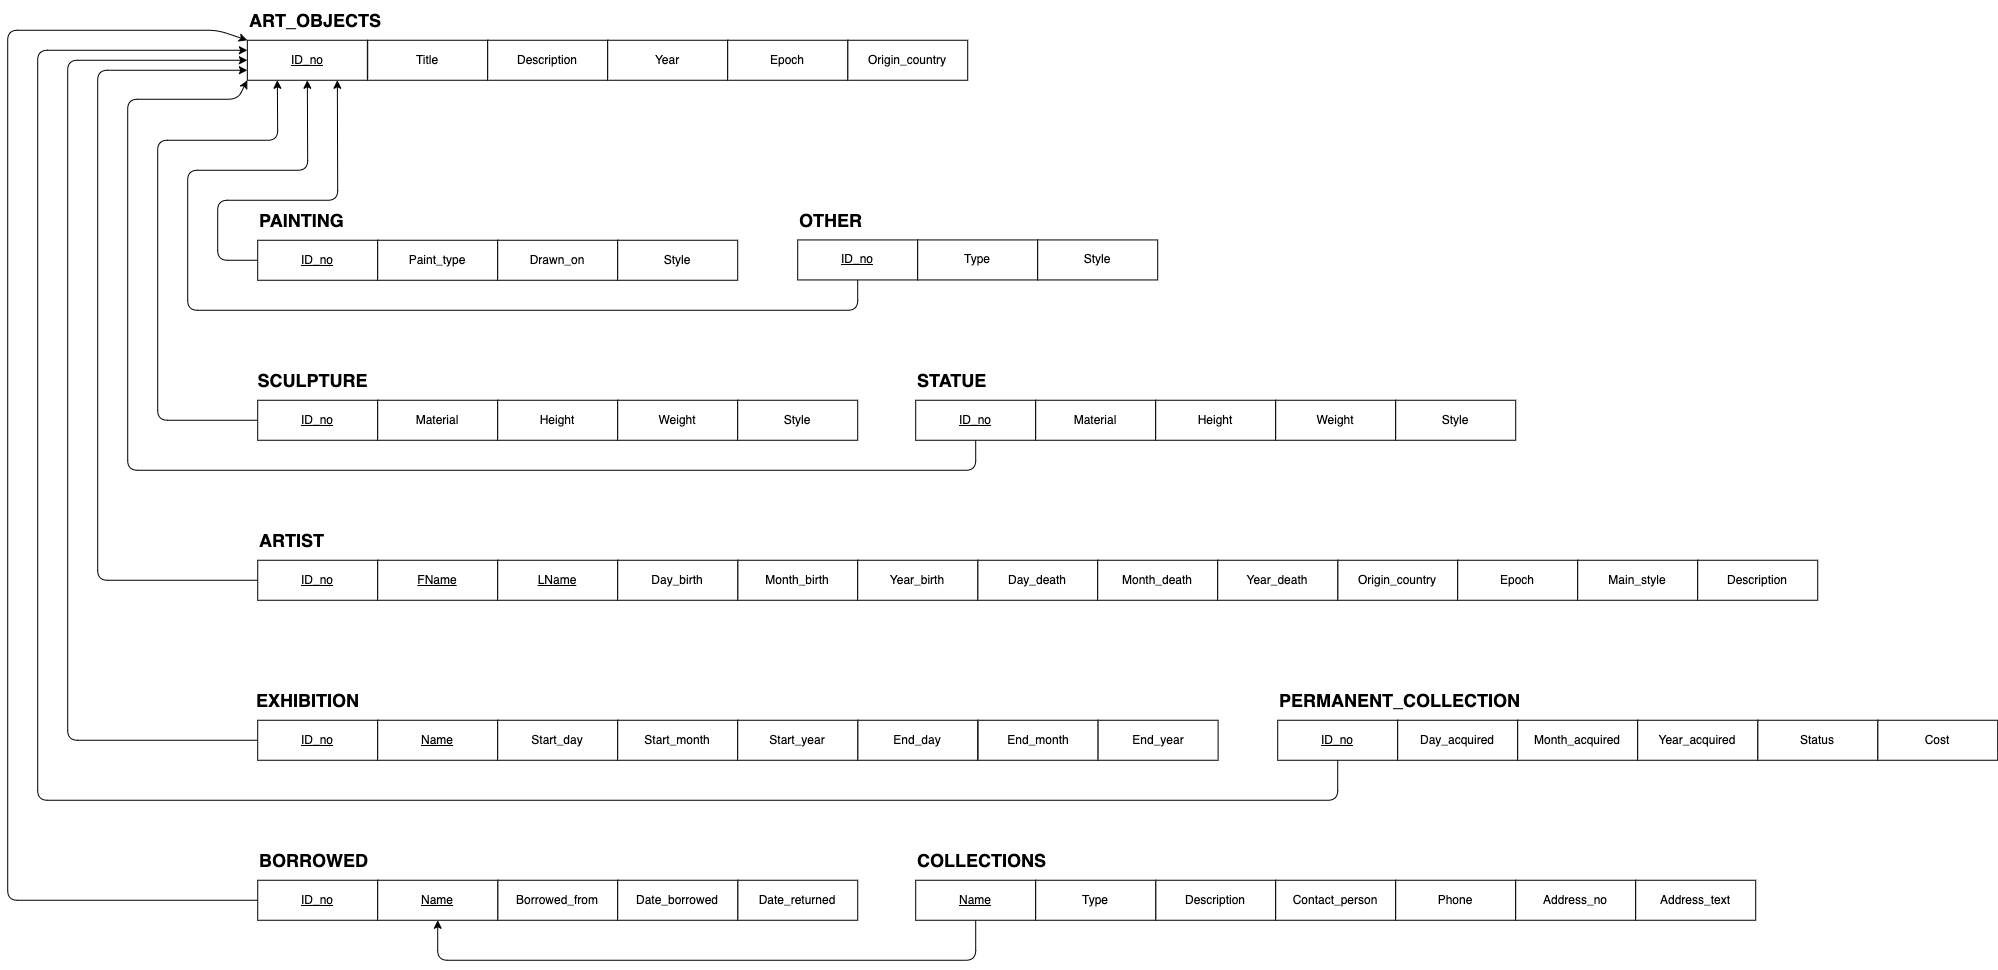 ART_OBJECTS
ID_no Title Description Year Epoch Origin_country
PAINTING
ID_no Paint_type Drawn_on Style
OTHER
ID_no Type Style
SCULPTURE
ID_no Material Height Weight Style
STATUE
ID_no Material Height Weight Style
ARTIST
ID_no FName LName Day_birth Month_birth Year_birth Day_death Month_death Year_death Origin_country Epoch Main_style Description
EXHIBITION
ID_no Name Start_day Start_month Start_year End_day End_month End_year
PERMANENT_COLLECTION
ID_no Day_acquired Month_acquired Year_acquired Status Cost
BORROWED
ID_no Name Borrowed_from Date_borrowed Date_returned
COLLECTIONS
Name Type Description Contact_person Phone Address_no Address_text